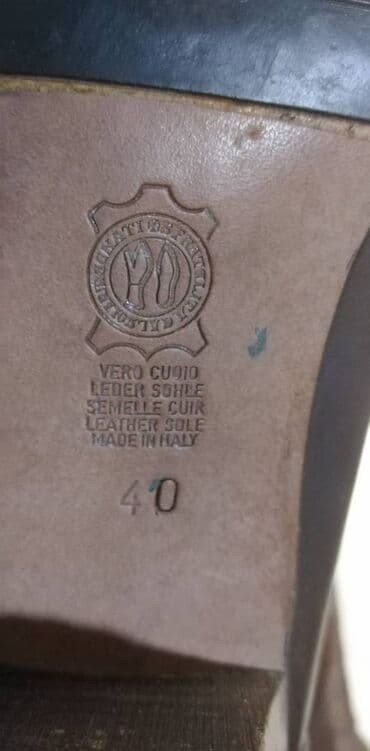 VERO CUOIO
LEDER SOHLE
SEMELLE CUIR
LEATHER SOLE
MADE IN ITALY
40